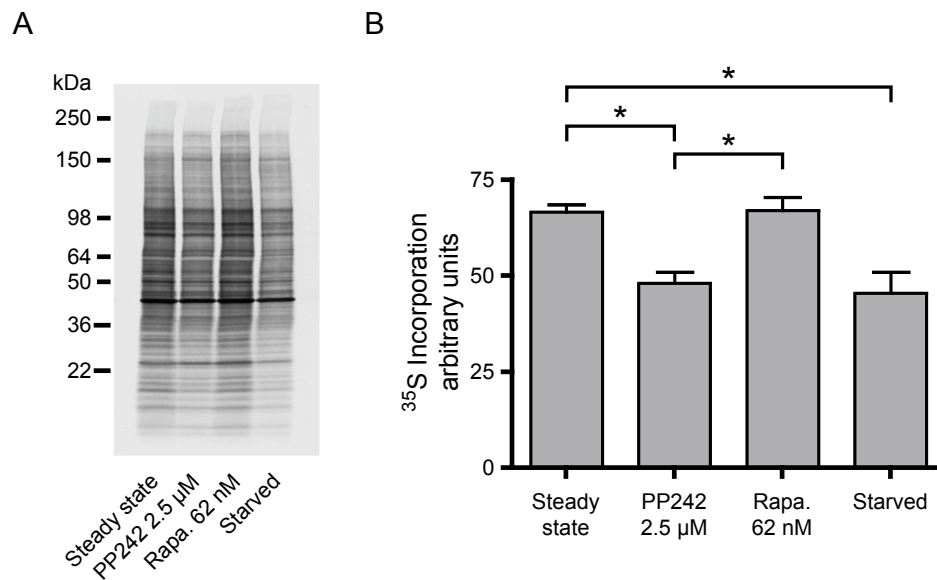 A
kDa
250
150
98
64
50
36
22
Steady state
PP242 2.5 µM
Rapa. 62 nM
Starved
B
*
*
*
75
50
25
0
³⁵S Incorporation
arbitrary units
Steady
state
PP242
2.5 µM
Rapa.
62 nM
Starved